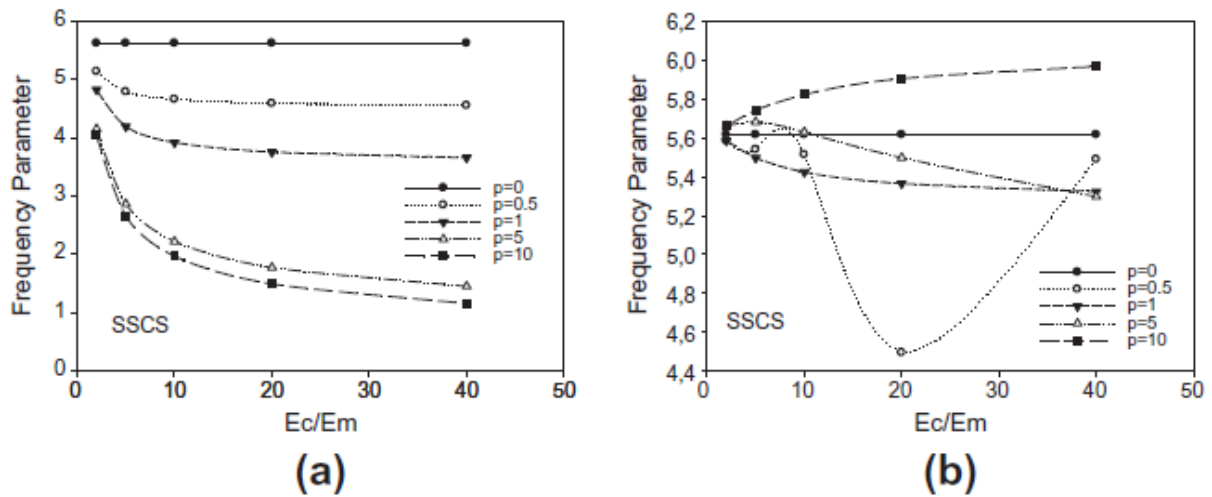 6
5
4
3
2
1
0
Frequency Parameter
p=0
p=0.5
p=1
p=5
p=10
SSCS
0 10 20 30 40 50
Ec/Em
(a)
6,2
6,0
5,8
5,6
5,4
5,2
5,0
4,8
4,6
4,4
Frequency Parameter
p=0
p=0.5
p=1
p=5
p=10
SSCS
0 10 20 30 40 50
Ec/Em
(b)